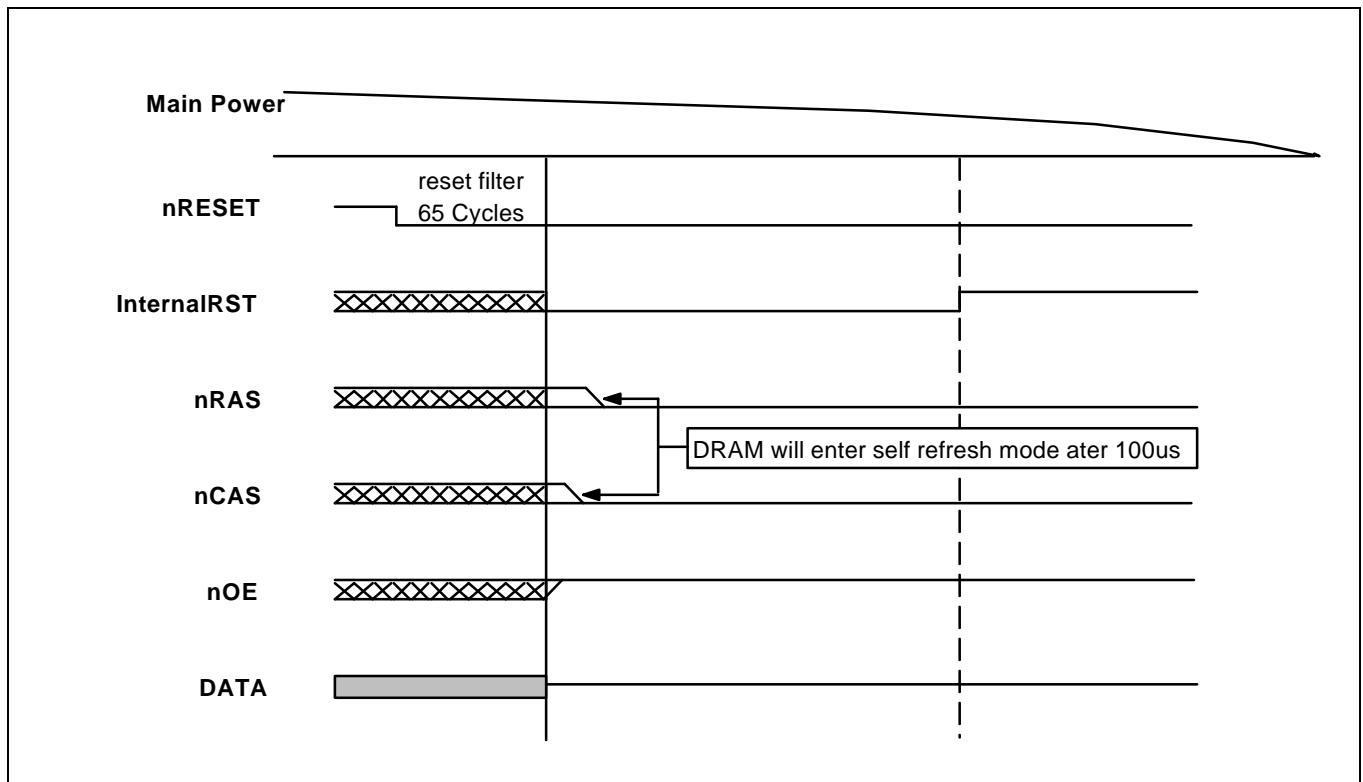 Main Power
reset filter
nRESET
65 Cycles
InternalRST
nRAS
DRAM will enter self refresh mode ater 100us
nCAS
nOE
DATA